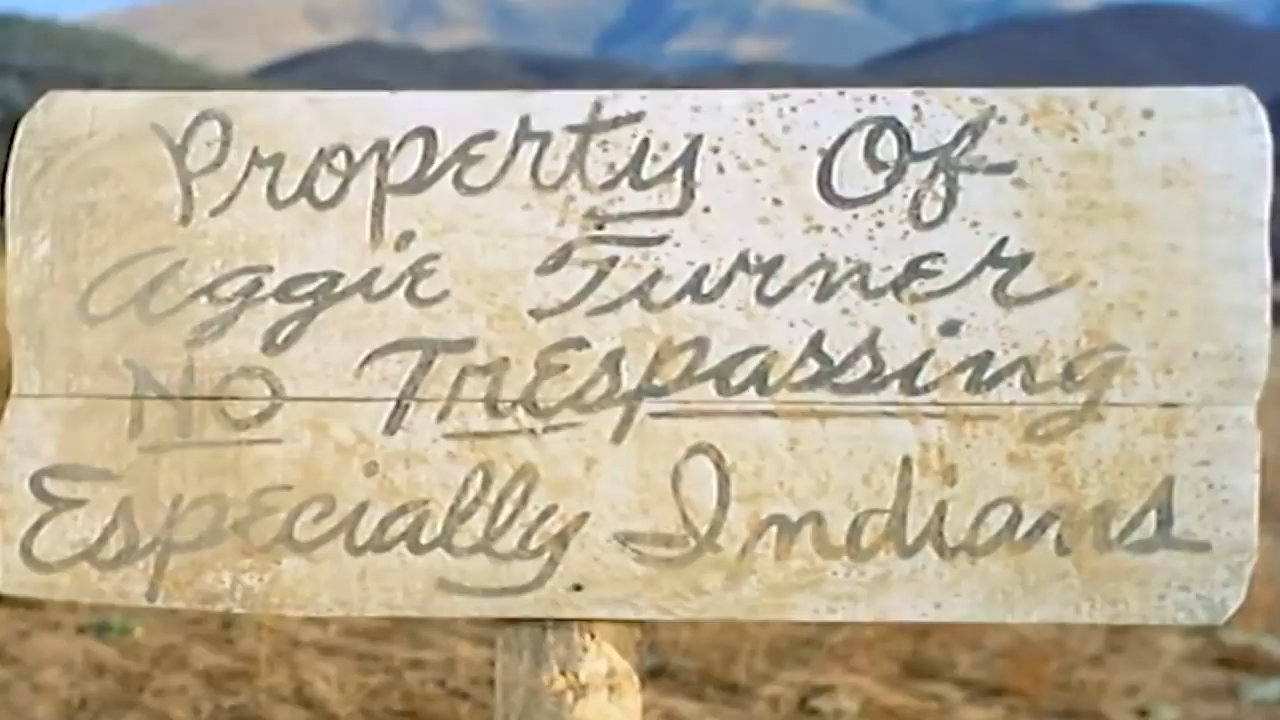 Property Of
Aggie Turner
NO Trespassing
Especially Indians